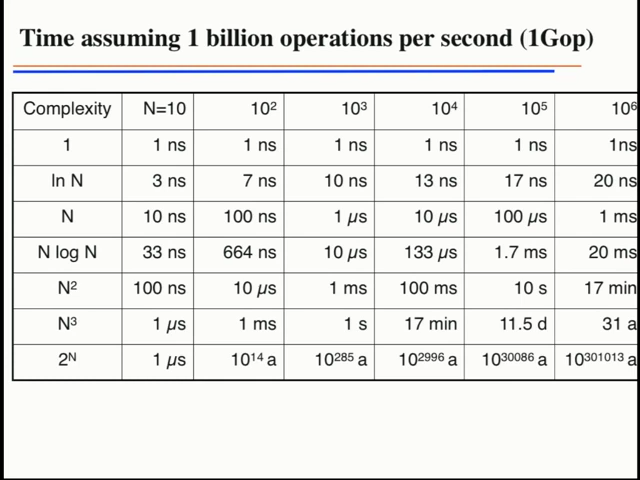 Time assuming 1 billion operations per second (1Gop)
Complexity N=10 10² 10³ 10⁴ 10⁵ 10⁶
1 1 ns 1 ns 1 ns 1 ns 1 ns 1ns
ln N 3 ns 7 ns 10 ns 13 ns 17 ns 20 ns
N 10 ns 100 ns 1 µs 10 µs 100 µs 1 ms
N log N 33 ns 664 ns 10 µs 133 µs 1.7 ms 20 ms
N² 100 ns 10 µs 1 ms 100 ms 10 s 17 min
N³ 1 µs 1 ms 1 s 17 min 11.5 d 31 a
2ᴺ 1 µs 10¹⁴ a 10²⁸⁵ a 10²⁹⁹⁶ a 10³⁰⁰⁸⁶ a 10³⁰¹⁰¹³ a